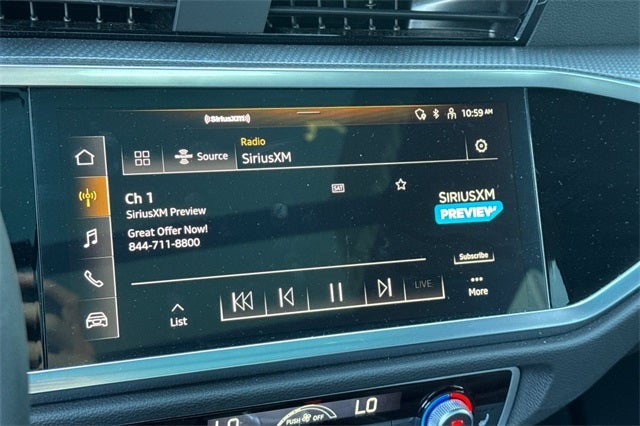 ((SiriusXM))
10:59 AM
Source
Radio
SiriusXM
Ch 1
SAT
SiriusXM Preview
Great Offer Now!
844-711-8800
SIRIUSXM
PREVIEW
Subscribe
List
LIVE
More
LO
PUSH OFF
LO